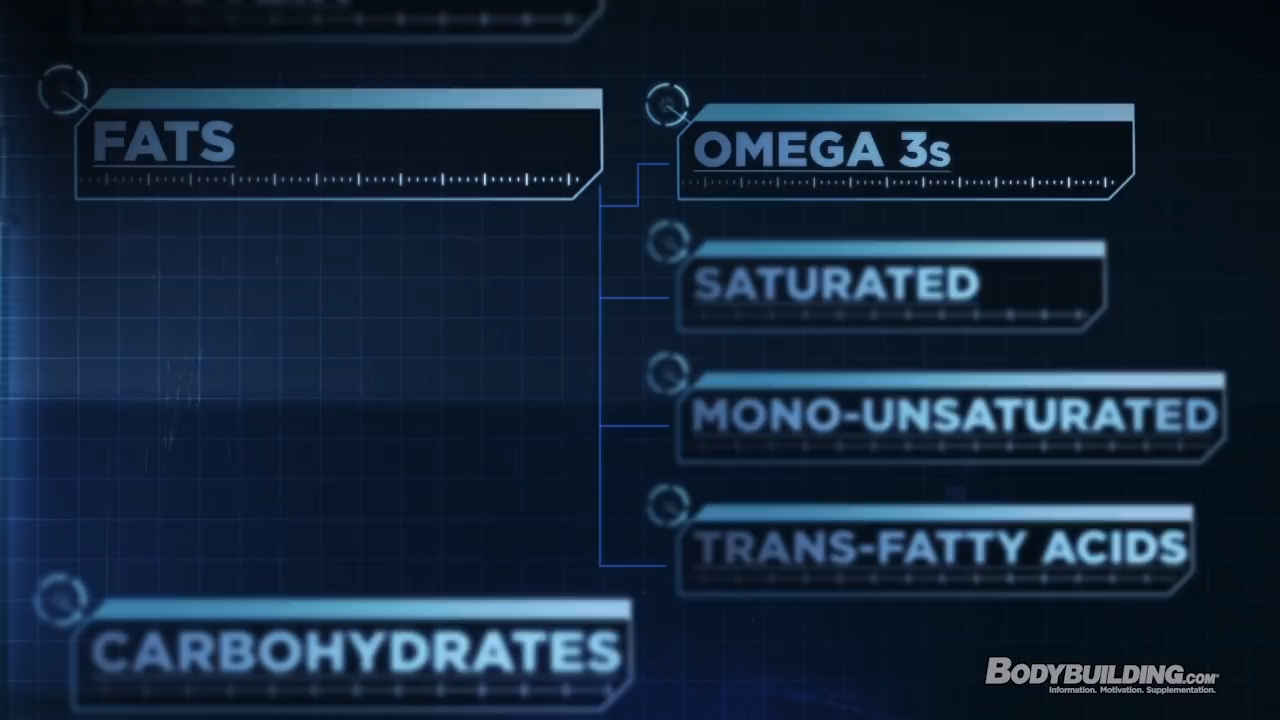 FATS
OMEGA 3s
SATURATED
MONO-UNSATURATED
TRANS-FATTY ACIDS
CARBOHYDRATES
BODYBUILDING.COM®
Information. Motivation. Supplementation.